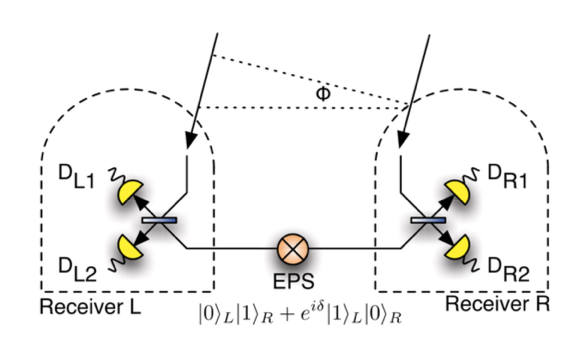 Φ
D_L1
D_R1
D_L2
D_R2
EPS
Receiver L
Receiver R
|0⟩_L|1⟩_R + e^{iδ}|1⟩_L|0⟩_R